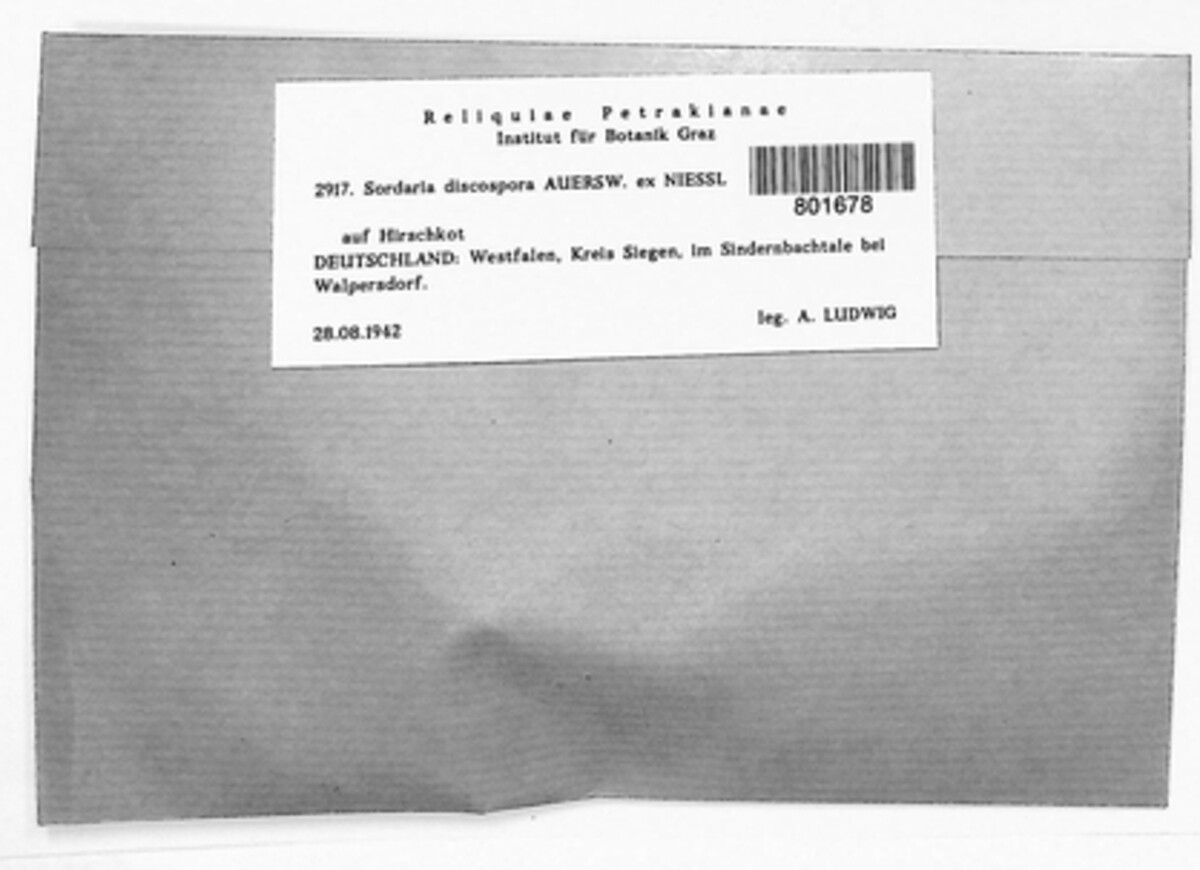 Reliquiae Petrakianae
Institut für Botanik Graz
2917. Sordaria discospora AUERSW. ex NIESSL
801678
auf Hirschkot
DEUTSCHLAND: Westfalen, Kreis Siegen, im Sindernbachtale bei
Walpersdorf.
28.08.1942
leg. A. LUDWIG